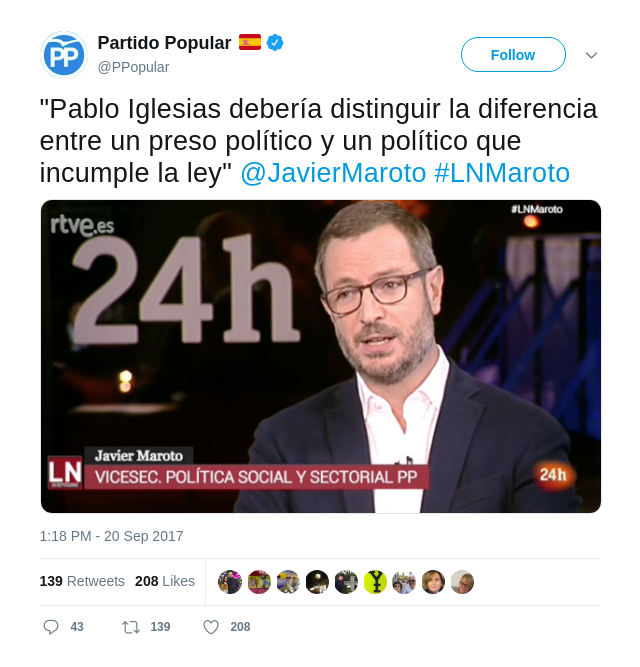 PP
Partido Popular
@PPopular
Follow
"Pablo Iglesias debería distinguir la diferencia
entre un preso político y un político que
incumple la ley" @JavierMaroto #LNMaroto
#LNMaroto
rtve.es
24h
Javier Maroto
LN
VICESEC. POLÍTICA SOCIAL Y SECTORIAL PP
24h
1:18 PM - 20 Sep 2017
139 Retweets 208 Likes
43 139 208